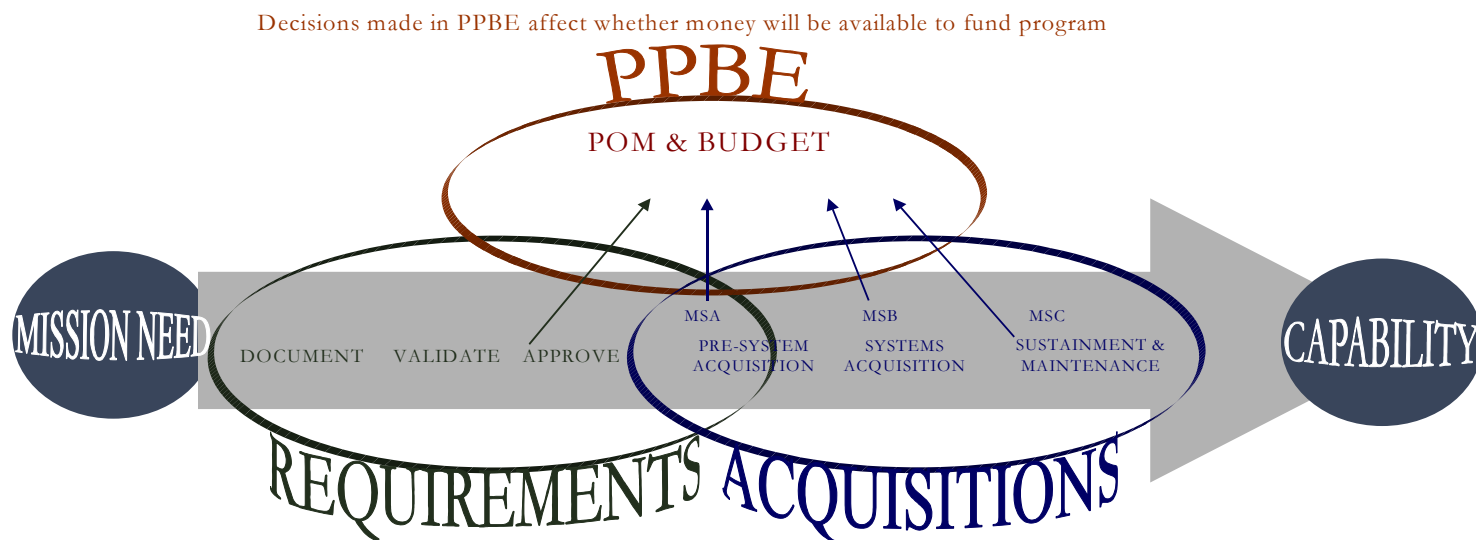 Decisions made in PPBE affect whether money will be available to fund program
PPBE
POM & BUDGET
MISSION NEED
DOCUMENT
VALIDATE
APPROVE
MSA
PRE-SYSTEM
ACQUISITION
MSB
SYSTEMS
ACQUISITION
MSC
SUSTAINMENT &
MAINTENANCE
CAPABILITY
REQUIREMENTS
ACQUISITIONS